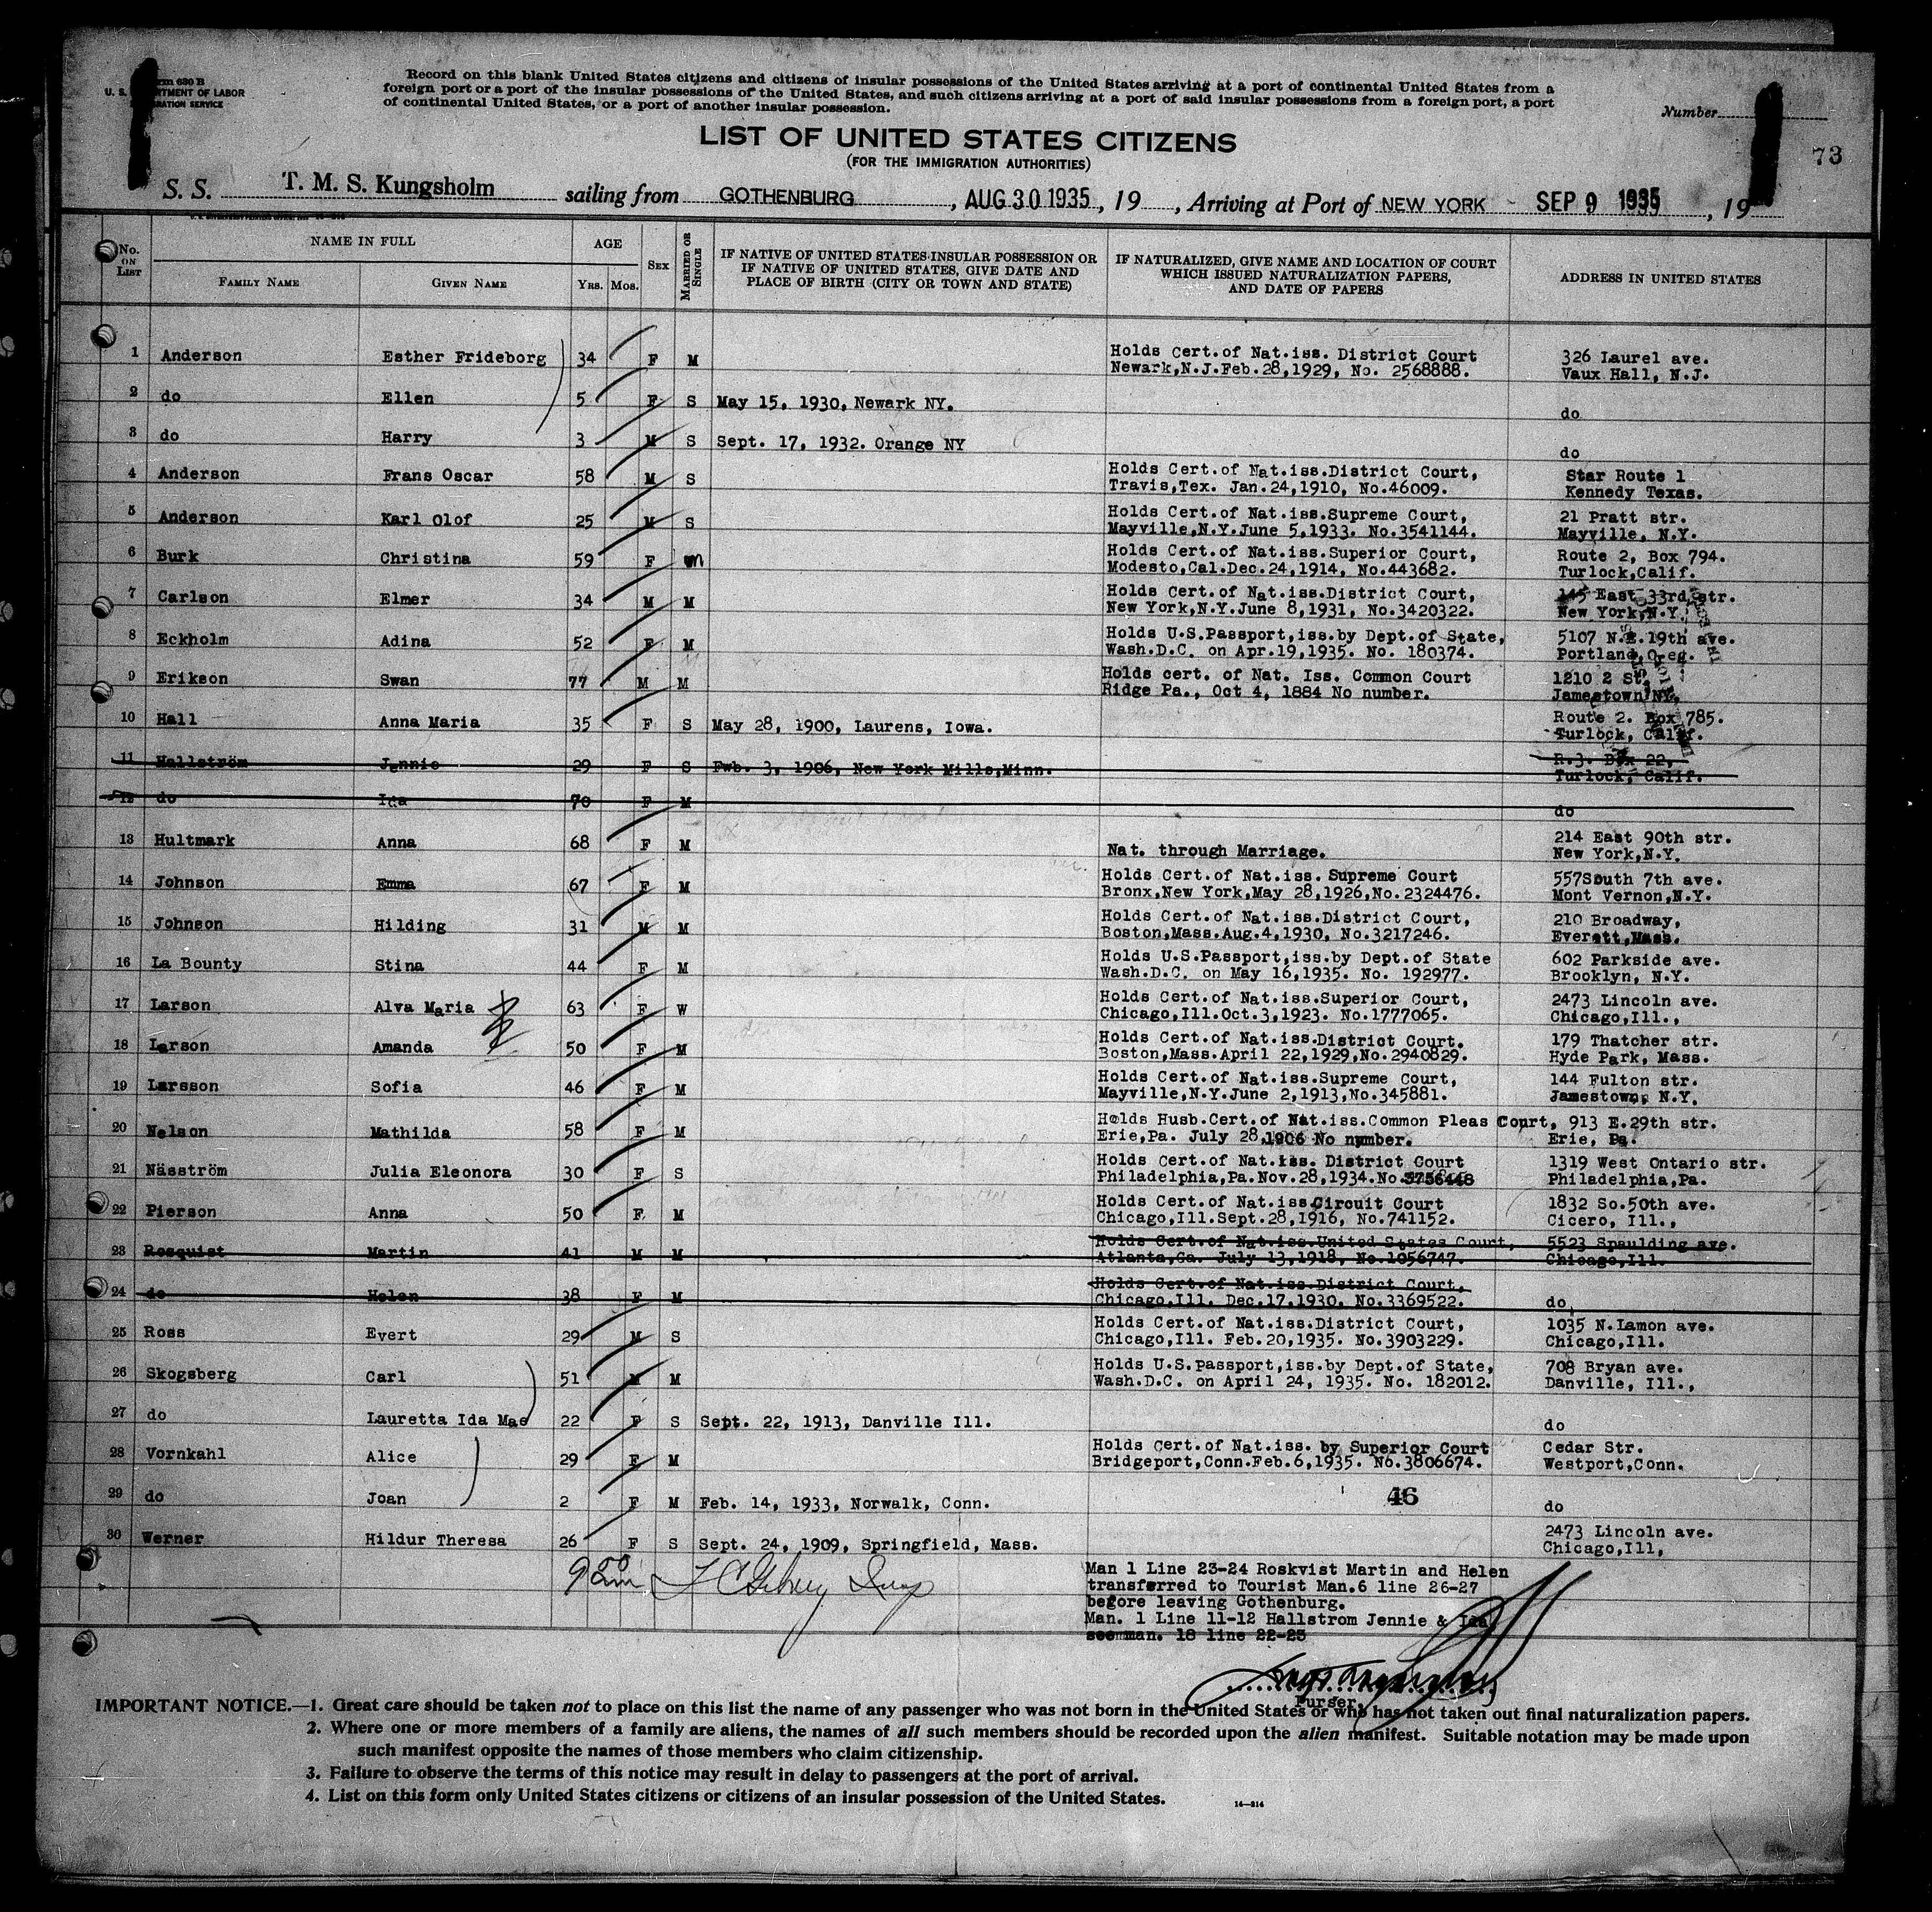 rm 630 B
U. S. RTMENT OF LABOR
RATION SERVICE
Record on this blank United States citizens and citizens of insular possessions of the United States arriving at a port of continental United States from a
foreign port or a port of the insular possessions of the United States, and such citizens arriving at a port of said insular possessions from a foreign port, a port
of continental United States, or a port of another insular possession.
Number
LIST OF UNITED STATES CITIZENS
(FOR THE IMMIGRATION AUTHORITIES)
73
S. S. T. M. S. Kungsholm sailing from GOTHENBURG, AUG 30 1935, 19, Arriving at Port of NEW YORK SEP 9 1935, 19
No. ON LIST NAME IN FULL AGE SEX MARRIED OR SINGLE IF NATIVE OF UNITED STATES INSULAR POSSESSION OR IF NATIVE OF UNITED STATES, GIVE DATE AND PLACE OF BIRTH (CITY OR TOWN AND STATE) IF NATURALIZED, GIVE NAME AND LOCATION OF COURT WHICH ISSUED NATURALIZATION PAPERS, AND DATE OF PAPERS ADDRESS IN UNITED STATES
FAMILY NAME GIVEN NAME YRS. MOS.
1 Anderson Esther Frideborg 34 F M Holds Cert.of Nat.iss. District Court 326 Laurel ave.
Newark,N.J.Feb.28,1929, No. 2568888. Vaux Hall, N.J.
2 do Ellen 5 F S May 15, 1930, Newark NY. do
3 do Harry 3 M S Sept. 17, 1932. Orange NY do
4 Anderson Frans Oscar 58 M S Holds Cert.of Nat.iss.District Court, Star Route 1
Travis,Tex. Jan.24,1910, No.46009. Kennedy Texas.
5 Anderson Karl Olof 25 M S Holds Cert.of Nat.iss.Supreme Court, 21 Pratt str.
Mayville,N.Y.June 5,1933. No.3541144. Mayville, N.Y.
6 Burk Christina 59 F m Holds Cert.of Nat.iss.Superior Court, Route 2, Box 794.
Modesto,Cal.Dec.24,1914, No.443682. Turlock,Calif.
7 Carlson Elmer 34 M M Holds Cert.of Nat.iss.District Court, 145 East 33rd str.
New York,N.Y.June 8,1931, No.3420322. New York,N.Y.
8 Eckholm Adina 52 F M Holds U.S.Passport,iss.by Dept.of State, 5107 N.E.19th ave.
Wash.D.C. on Apr.19,1935. No. 180374. Portland,Oreg.
9 Erikson Swan 77 M M Holds cert. of Nat. Iss. Common Court 1210 2 St,
Ridge Pa., Oct 4, 1884 No number. Jamestown NY,
10 Hall Anna Maria 35 F S May 28, 1900, Laurens, Iowa. Route 2. Box 785.
Turlock, Calif.
11 Hallström Jennie 29 F S Fwb. 3, 1906, New York Mills,Minn. R.3. Box 22,
Turlock, Calif.
12 do Ida 70 F M do
13 Hultmark Anna 68 F M Nat. through Marriage. 214 East 90th str.
New York,N.Y.
14 Johnson Emma 67 F M Holds Cert.of Nat.iss. Supreme Court 557South 7th ave.
Bronx,New York,May 28,1926,No.2324476. Mont Vernon,N.Y.
15 Johnson Hilding 31 M M Holds Cert.of Nat.iss.District Court, 210 Broadway,
Boston,Mass.Aug.4,1930, No.3217246. Everett,Mass.
16 La Bounty Stina 44 F M Holds U.S.Passport,iss.by Dept.of State 602 Parkside ave.
Wash.D.C. on May 16,1935. No. 192977. Brooklyn, N.Y.
17 Larson Alva Maria 63 F W Holds Cert.of Nat.iss.Superior Court, 2473 Lincoln ave.
Chicago,Ill.Oct.3,1923. No.1777065. Chicago,Ill.,
18 Larson Amanda 50 F M Holds Cert.of Nat.iss.District Court. 179 Thatcher str.
Boston,Mass.April 22,1929,No.2940829. Hyde Park, Mass.
19 Larsson Sofia 46 F M Holds Cert.of Nat.iss.Supreme Court, 144 Fulton str.
Mayville,N.Y.June 2,1913,No.345881. Jamestown, N.Y.
20 Nelson Mathilda 58 F M Holds Husb.Cert.of Nat.iss.Common Pleas Court, 913 E.29th str.
Erie,Pa. July 28,1906 No number. Erie, Pa.
21 Näsström Julia Eleonora 30 F S Holds Cert.of Nat.iss. District Court 1319 West Ontario str.
Philadelphia,Pa.Nov.28,1934.No. Philadelphia,Pa.
22 Pierson Anna 50 F M Holds Cert.of Nat.iss.Circuit Court 1832 So.50th ave.
Chicago,Ill.Sept.28,1916, No.741152. Cicero, Ill.,
23 Rosquist Martin 41 M M Holds Cert.of Nat.iss.United States Court, 5523 Spaulding ave.
Atlanta,Ga. July 13,1918, No.1056747. Chicago,Ill.
24 do Helen 38 F M Holds Cert.of Nat.iss.District Court,
Chicago,Ill. Dec.17,1930, No.3369522. do
25 Ross Evert 29 M S Holds Cert.of Nat.iss.District Court, 1035 N.Lamon ave.
Chicago,Ill. Feb.20,1935. No.3903229. Chicago,Ill.
26 Skogsberg Carl 51 M M Holds U.S.passport,iss.by Dept.of State, 708 Bryan ave.
Wash.D.C. on April 24, 1935. No. 182012. Danville, Ill.,
27 do Lauretta Ida Mae 22 F S Sept. 22, 1913, Danville Ill. do
28 Vornkahl Alice 29 F M Holds Cert.of Nat.iss. by Superior Court Cedar Str.
Bridgeport,Conn.Feb.6,1935. No.3806674. Westport,Conn.
29 do Joan 2 F M Feb. 14, 1933, Norwalk, Conn. 46 do
30 Werner Hildur Theresa 26 F S Sept. 24, 1909, Springfield, Mass. 2473 Lincoln ave.
Chicago,Ill,
Man 1 Line 23-24 Roskvist Martin and Helen
transferred to Tourist Man.6 line 26-27
before leaving Gothenburg.
Man. 1 Line 11-12 Hallstrom Jennie & Ida
see man. 18 line 22-23
Purser.
IMPORTANT NOTICE.—1. Great care should be taken not to place on this list the name of any passenger who was not born in the United States or who has not taken out final naturalization papers.
2. Where one or more members of a family are aliens, the names of all such members should be recorded upon the alien manifest. Suitable notation may be made upon
such manifest opposite the names of those members who claim citizenship.
3. Failure to observe the terms of this notice may result in delay to passengers at the port of arrival.
4. List on this form only United States citizens or citizens of an insular possession of the United States.
14—814